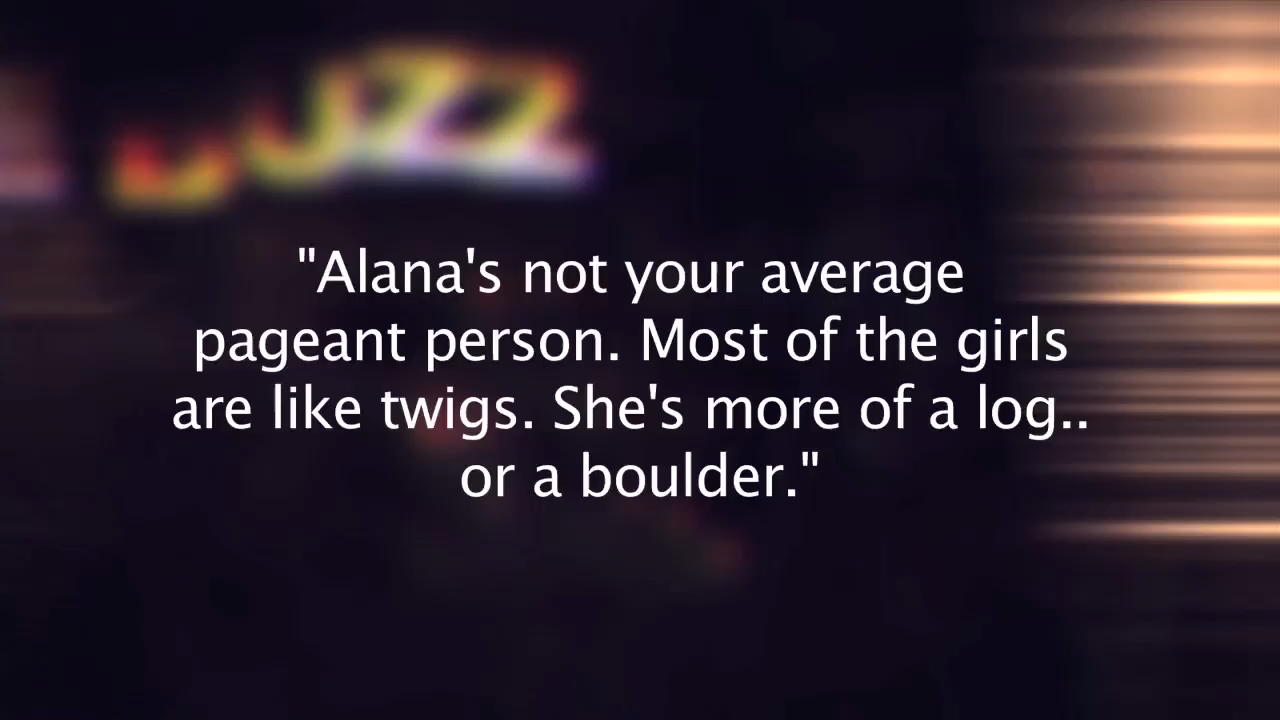 "Alana's not your average
pageant person. Most of the girls
are like twigs. She's more of a log..
or a boulder."